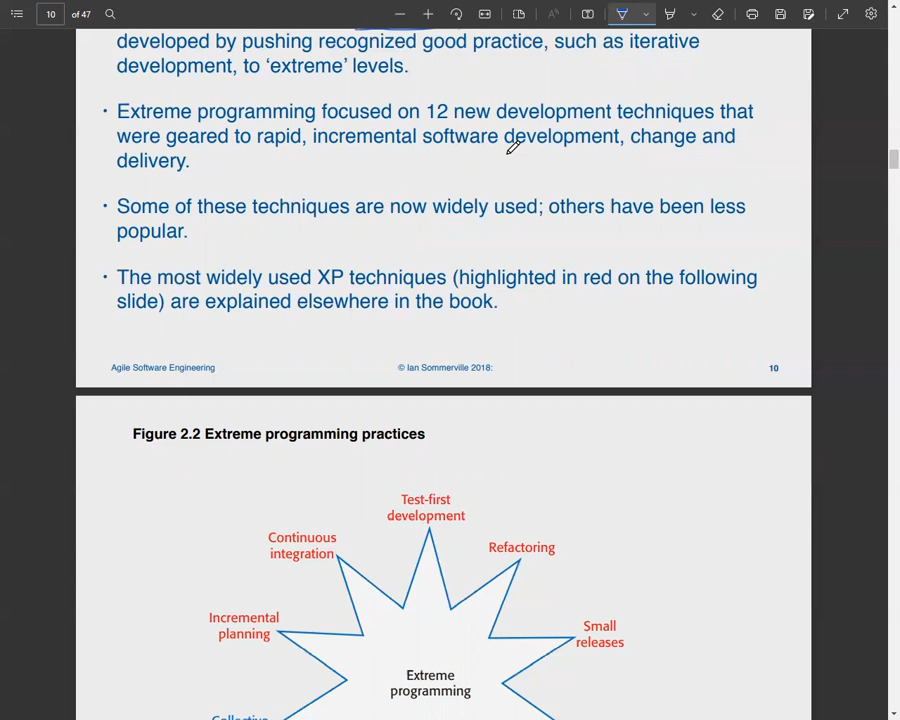 10 of 47
developed by pushing recognized good practice, such as iterative
development, to ‘extreme’ levels.
• Extreme programming focused on 12 new development techniques that
were geared to rapid, incremental software development, change and
delivery.
• Some of these techniques are now widely used; others have been less
popular.
• The most widely used XP techniques (highlighted in red on the following
slide) are explained elsewhere in the book.
Agile Software Engineering © Ian Sommerville 2018: 10
Figure 2.2 Extreme programming practices
Test-first
development
Continuous
integration
Refactoring
Incremental
planning
Small
releases
Extreme
programming
Collective